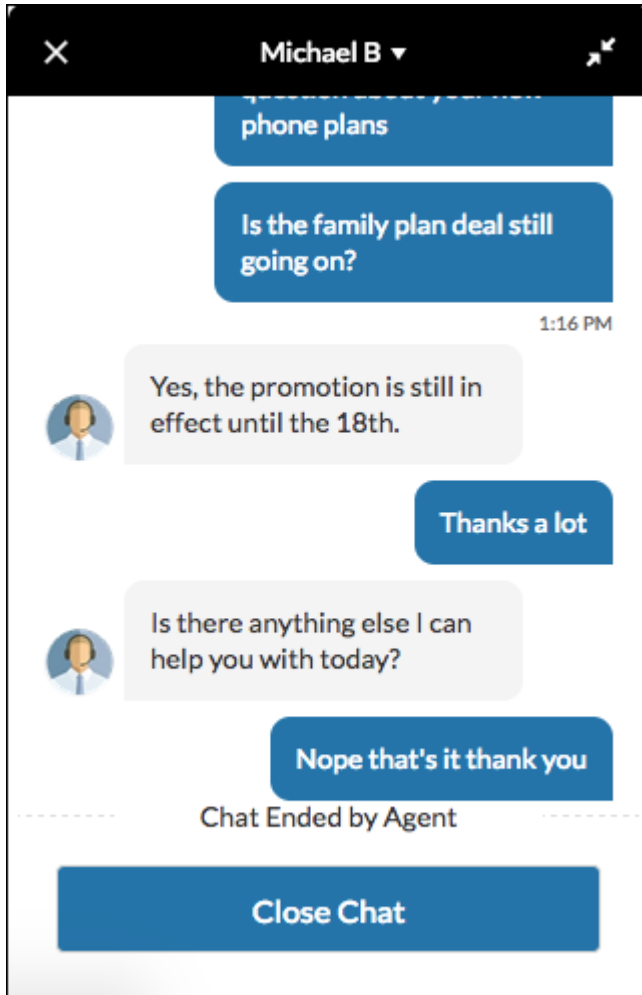 Michael B
phone plans
Is the family plan deal still
going on?
1:16 PM
Yes, the promotion is still in
effect until the 18th.
Thanks a lot
Is there anything else I can
help you with today?
Nope that's it thank you
Chat Ended by Agent
Close Chat